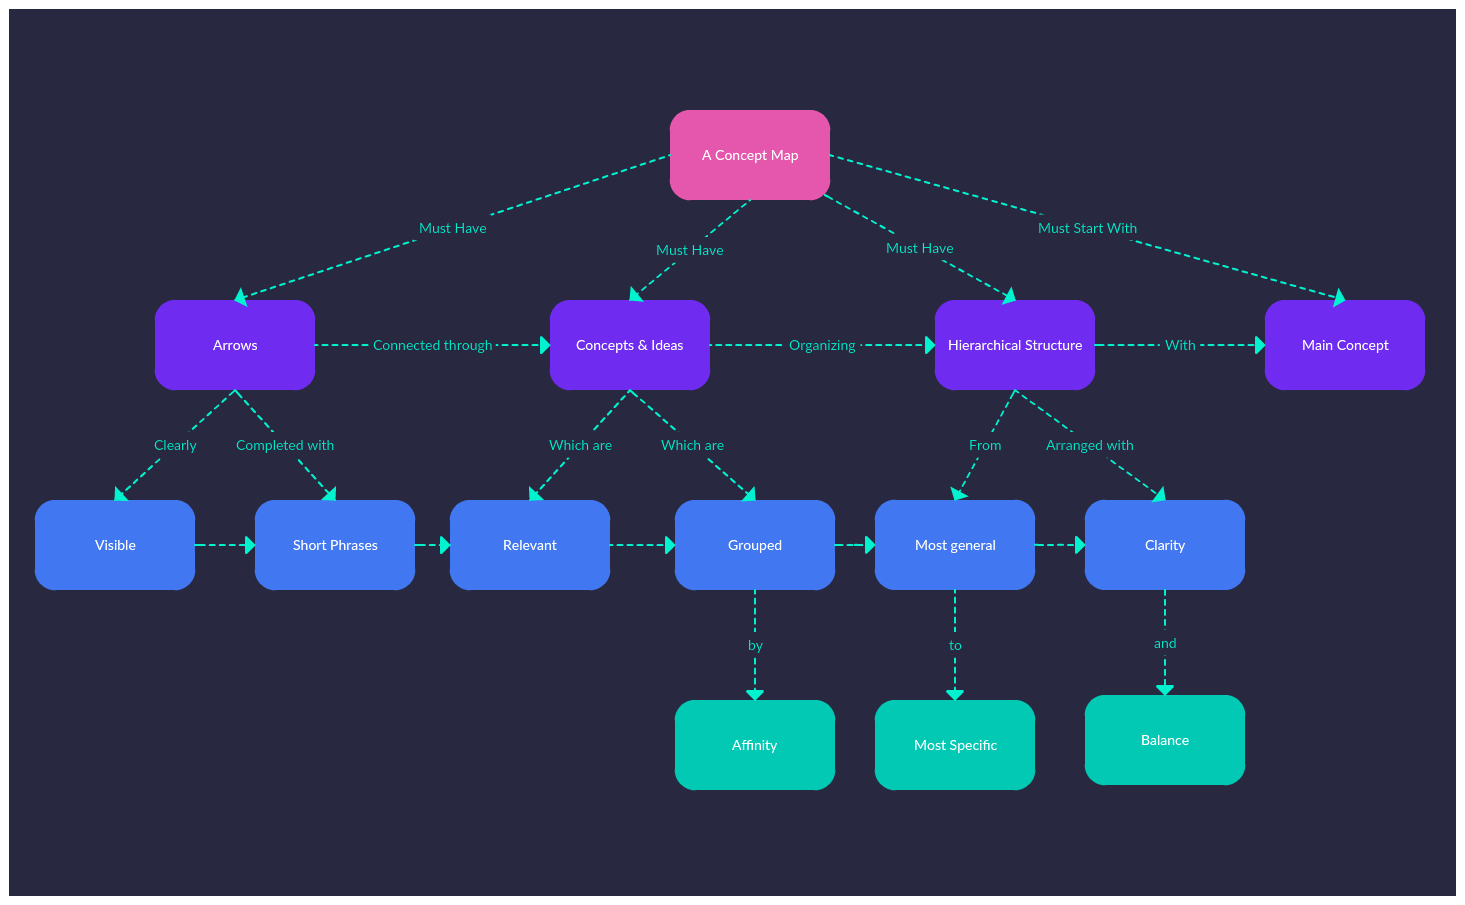 A Concept Map
Must Have
Must Have
Must Have
Must Start With
Arrows
Connected through
Concepts & Ideas
Organizing
Hierarchical Structure
With
Main Concept
Clearly
Completed with
Which are
Which are
From
Arranged with
Visible
Short Phrases
Relevant
Grouped
Most general
Clarity
by
to
and
Affinity
Most Specific
Balance